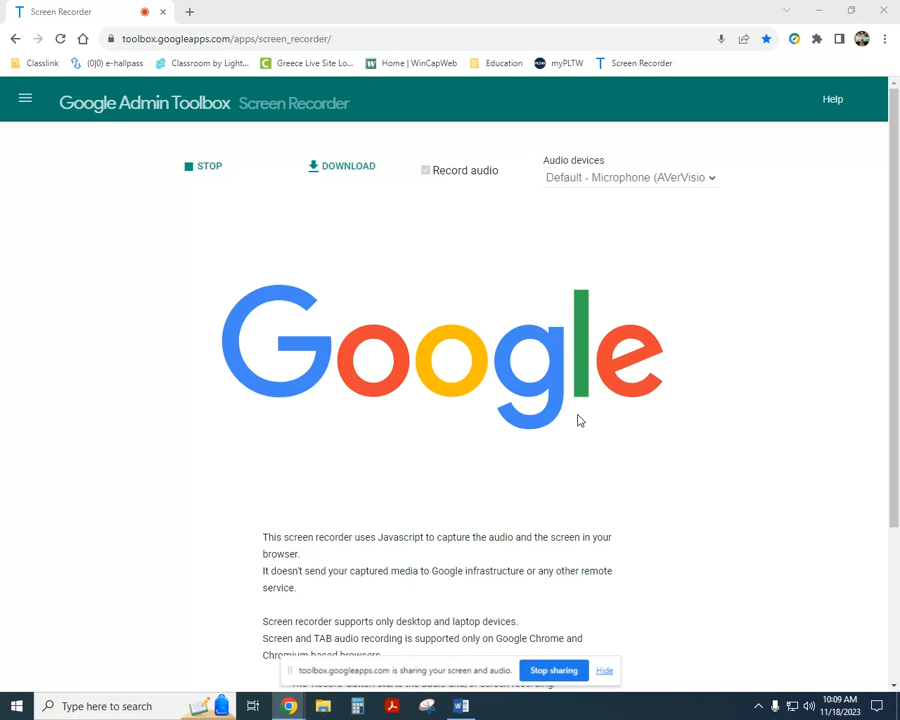 Screen Recorder
toolbox.googleapps.com/apps/screen_recorder/
Classlink
(0|0) e-hallpass
Classroom by Light...
Greece Live Site Lo...
Home | WinCapWeb
Education
myPLTW
Screen Recorder
Google Admin Toolbox Screen Recorder
Help
STOP
DOWNLOAD
Record audio
Audio devices
Default - Microphone (AVerVisio
Google
This screen recorder uses Javascript to capture the audio and the screen in your
browser.
It doesn't send your captured media to Google infrastructure or any other remote
service.
Screen recorder supports only desktop and laptop devices.
Screen and TAB audio recording is supported only on Google Chrome and
Chromium based browsers.
toolbox.googleapps.com is sharing your screen and audio.
Stop sharing
Hide
Type here to search
10:09 AM
11/18/2023